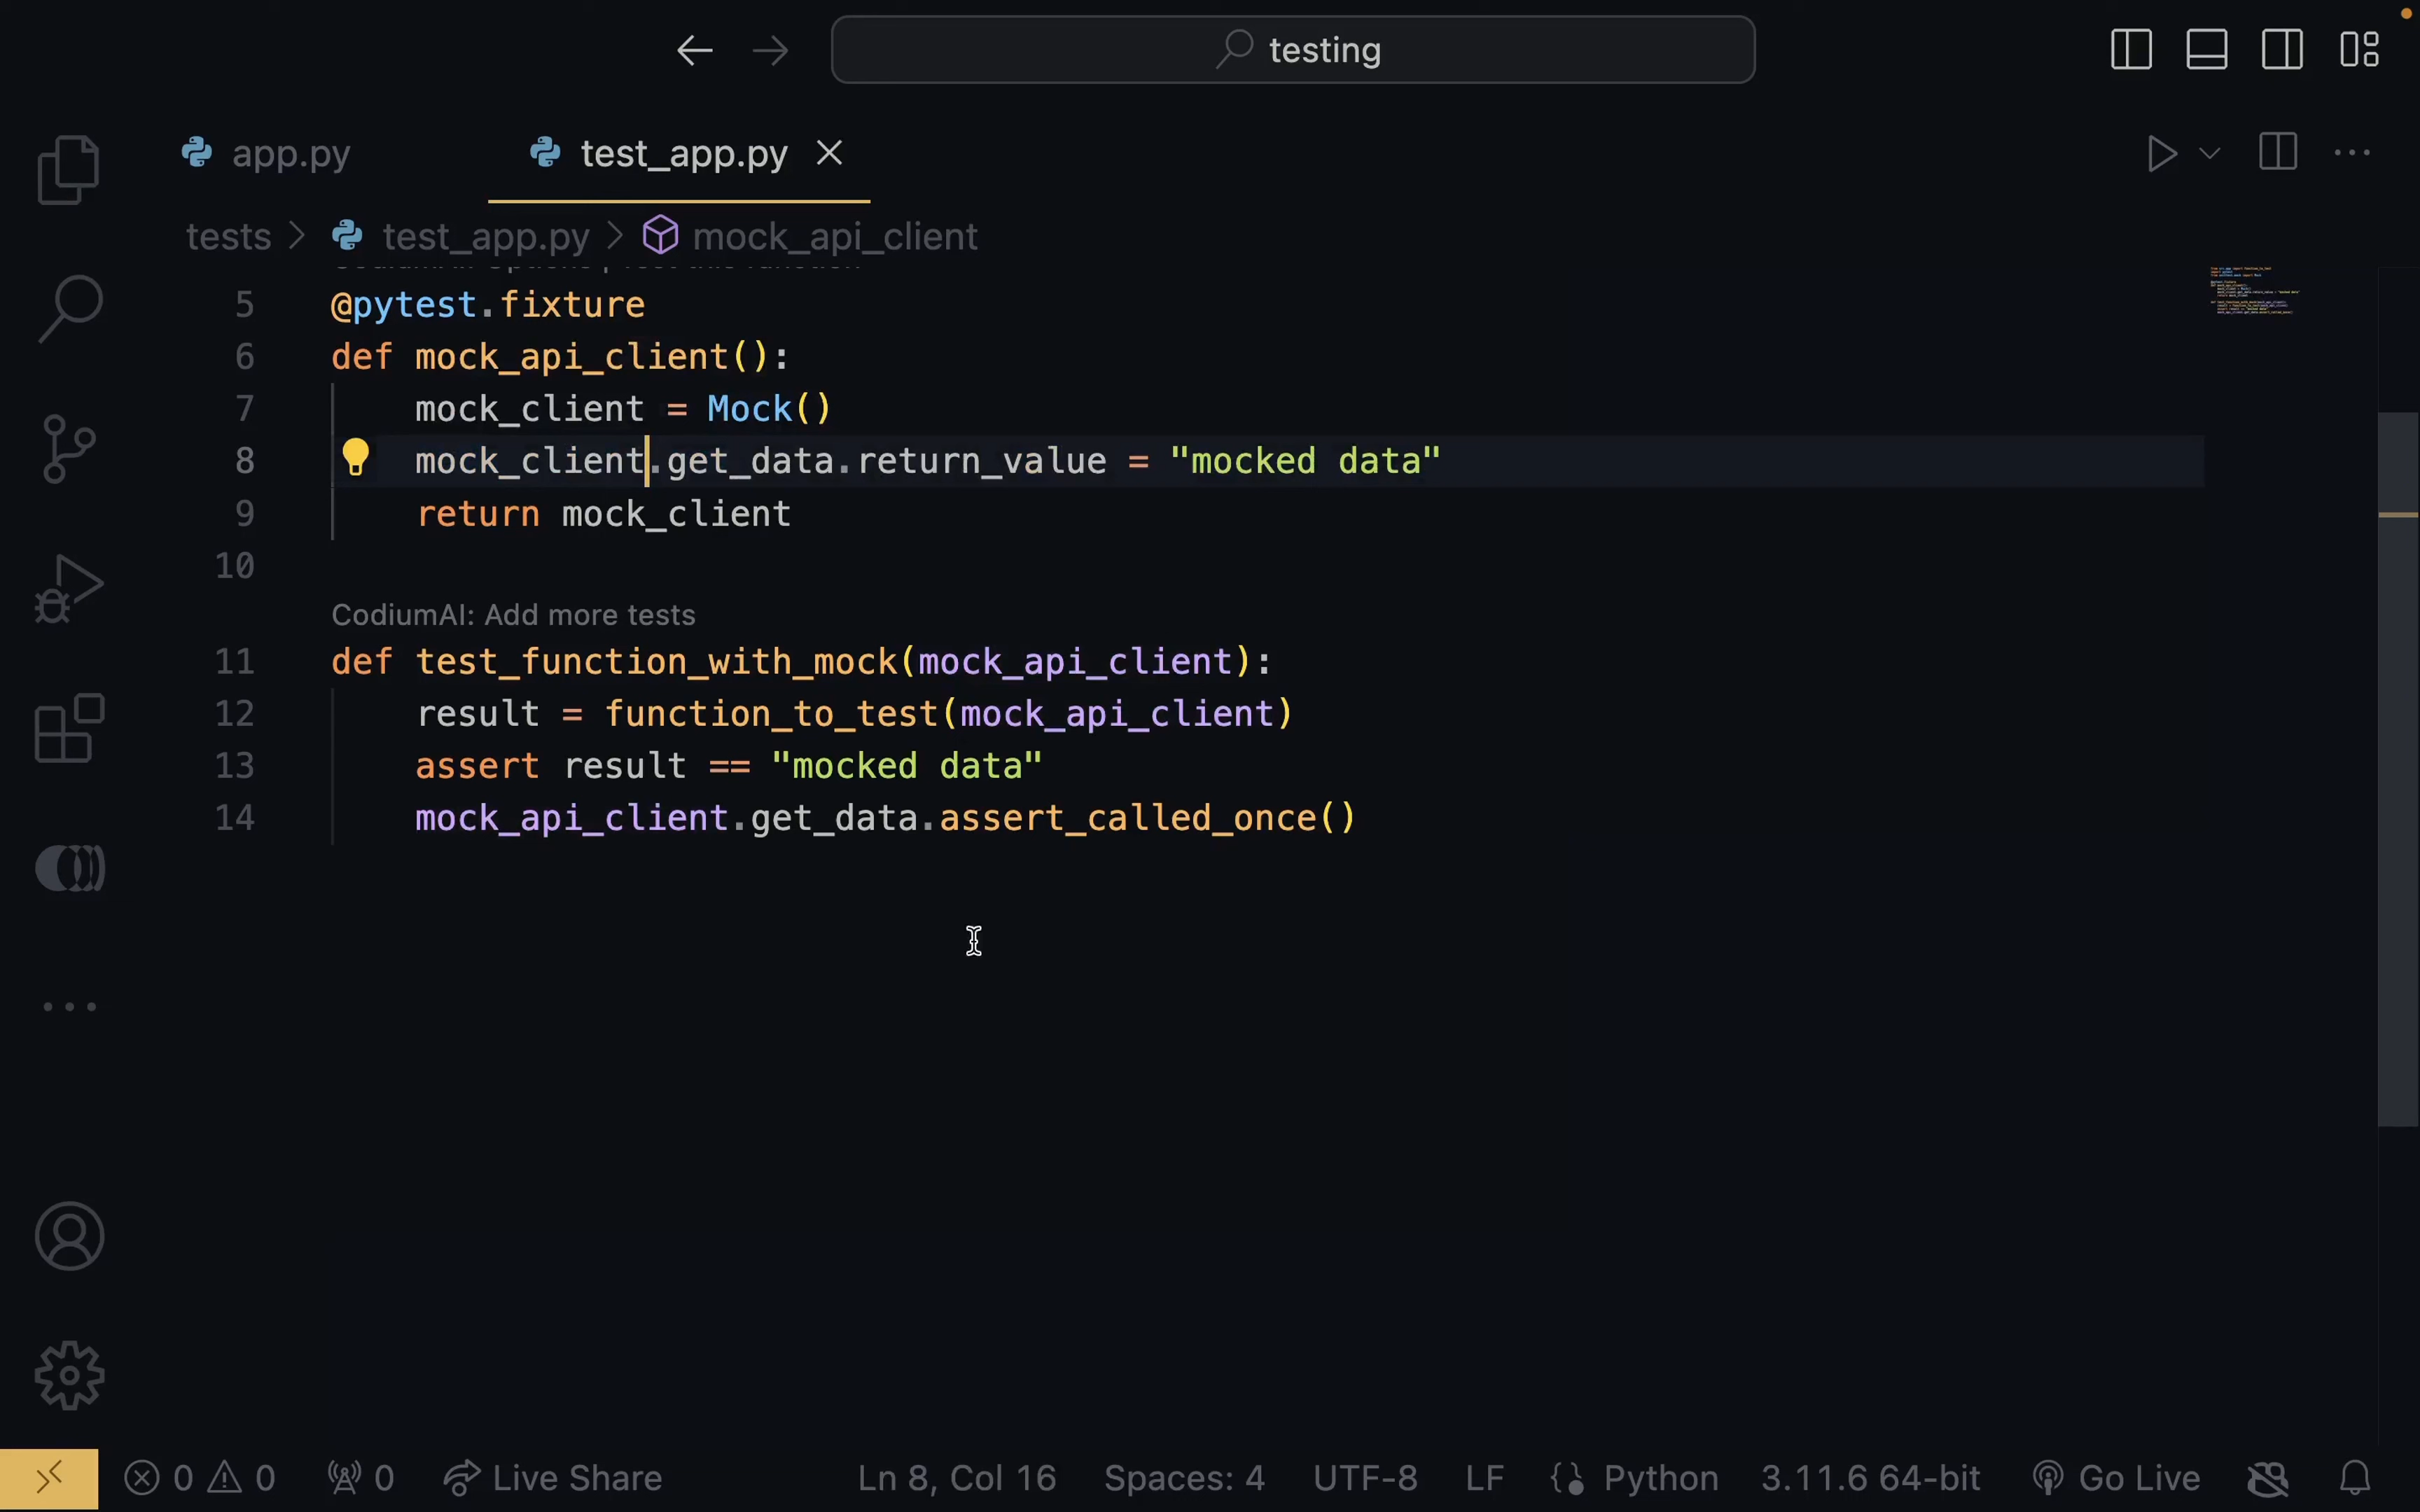 testing
app.py
test_app.py
tests > test_app.py > mock_api_client
5 @pytest.fixture
6 def mock_api_client():
7 mock_client = Mock()
8 mock_client.get_data.return_value = "mocked data"
9 return mock_client
10
CodiumAI: Add more tests
11 def test_function_with_mock(mock_api_client):
12 result = function_to_test(mock_api_client)
13 assert result == "mocked data"
14 mock_api_client.get_data.assert_called_once()
0 0 0 Live Share Ln 8, Col 16 Spaces: 4 UTF-8 LF Python 3.11.6 64-bit Go Live